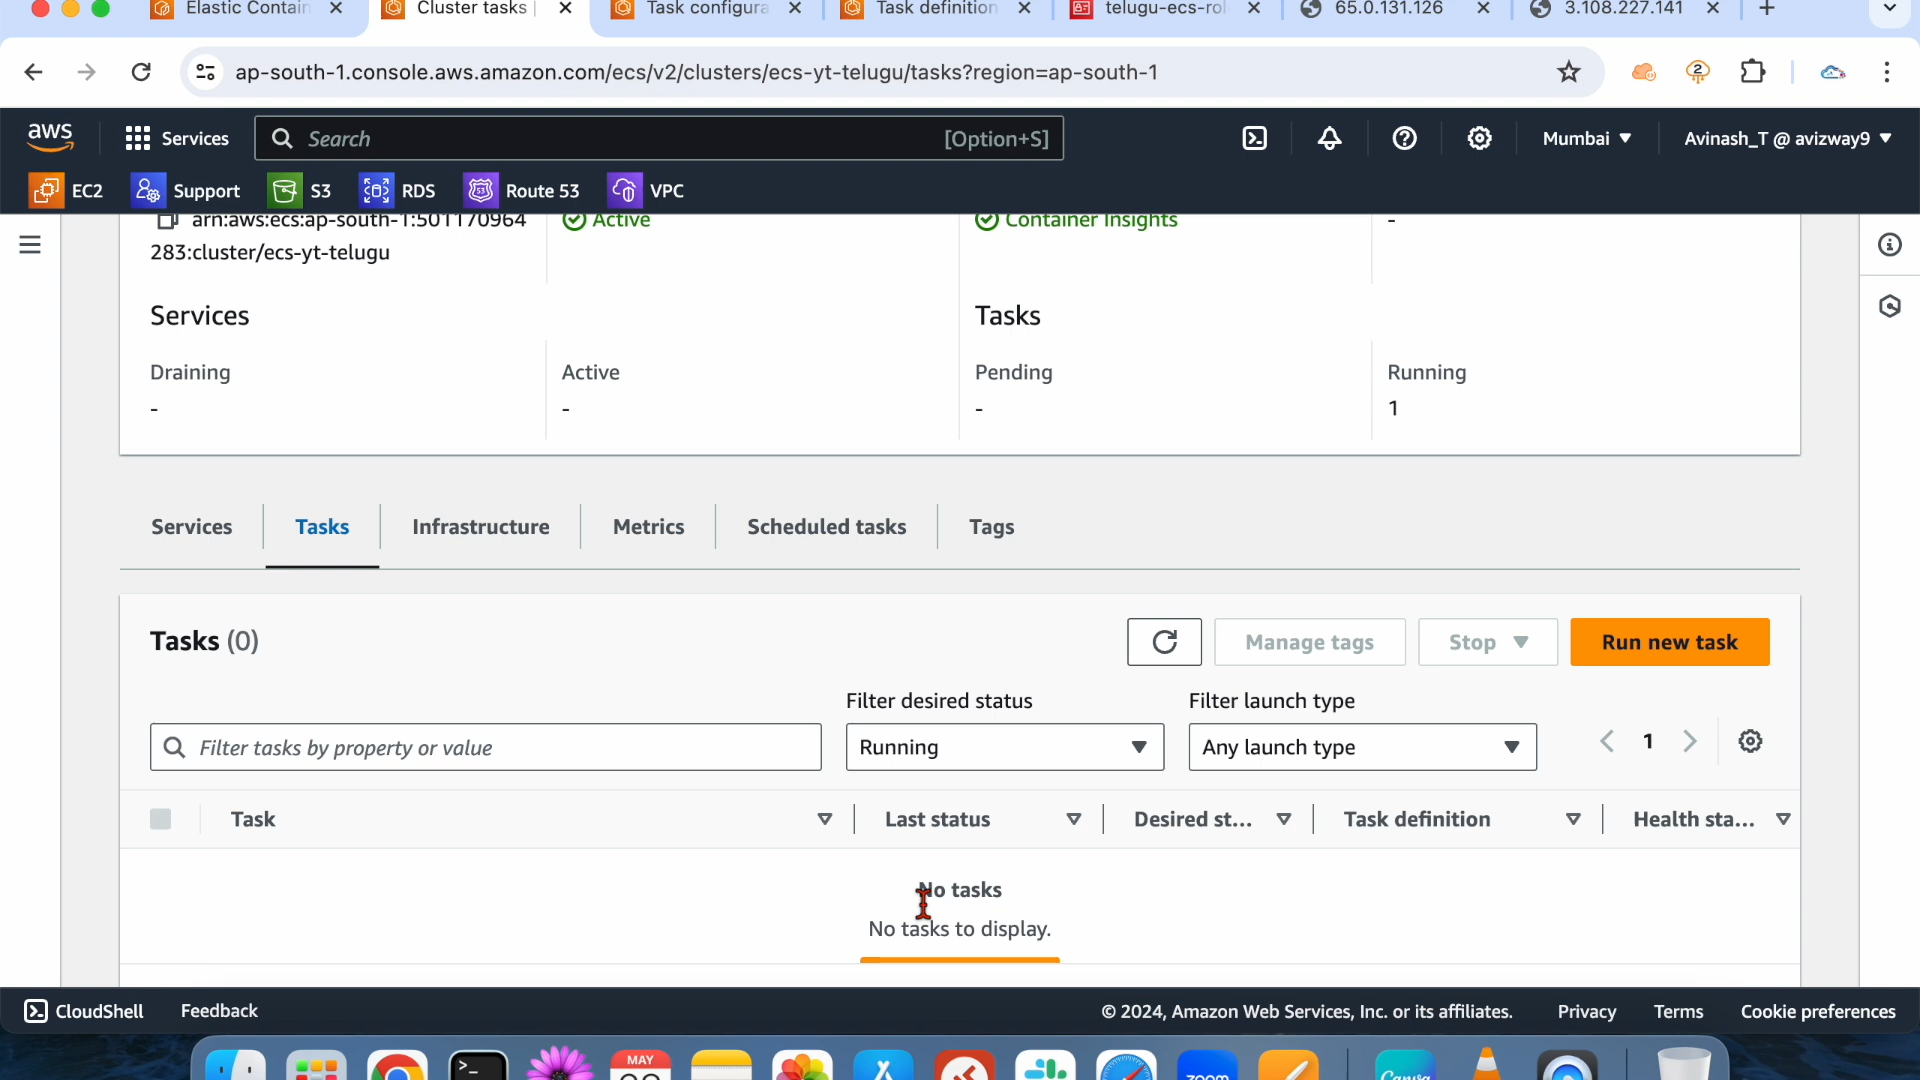 Elastic Contain
Cluster tasks
Task configura
Task definition
telugu-ecs-rol
65.0.131.126
3.108.227.141
ap-south-1.console.aws.amazon.com/ecs/v2/clusters/ecs-yt-telugu/tasks?region=ap-south-1
2
aws
Services
Search
[Option+S]
Mumbai
Avinash_T @ avizway9
EC2
Support
S3
RDS
Route 53
VPC
arn:aws:ecs:ap-south-1:501170964
283:cluster/ecs-yt-telugu
Active
Container Insights
-
Services
Tasks
Draining
Active
Pending
Running
-
-
-
1
Services
Tasks
Infrastructure
Metrics
Scheduled tasks
Tags
Tasks (0)
Manage tags
Stop
Run new task
Filter desired status
Filter launch type
Filter tasks by property or value
Running
Any launch type
1
Task
Last status
Desired st...
Task definition
Health sta...
No tasks
No tasks to display.
CloudShell
Feedback
© 2024, Amazon Web Services, Inc. or its affiliates.
Privacy
Terms
Cookie preferences
MAY
zoom
Canva